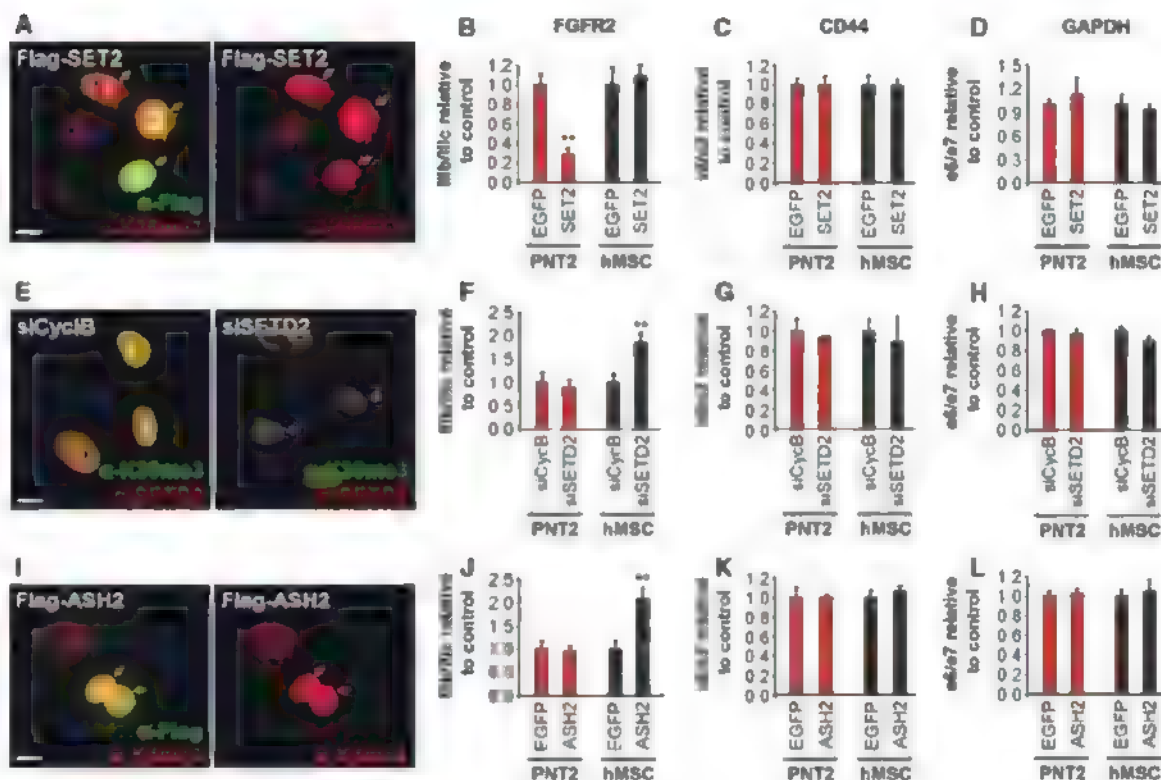 A
Flag-SET2
Flag-SET2
α-Flag
B
FGFR2
IIIb/IIIc relative
to control
1.2
1.0
0.8
0.6
0.4
0.2
0.0
**
EGFP
SET2
EGFP
SET2
PNT2
hMSC
C
CD44
relative
to control
1.2
1.0
0.8
0.6
0.4
0.2
0.0
EGFP
SET2
EGFP
SET2
PNT2
hMSC
D
GAPDH
e6/e7 relative
to control
1.5
1.2
0.9
0.6
0.3
0.0
EGFP
SET2
EGFP
SET2
PNT2
hMSC
E
siCyclB
siSETD2
F
to control
2.5
2.0
1.5
1.0
0.5
0.0
**
siCycB
siSETD2
siCycB
siSETD2
PNT2
hMSC
G
to control
1.2
1.0
0.8
0.6
0.4
0.2
0.0
siCycB
siSETD2
siCycB
siSETD2
PNT2
hMSC
H
e6/e7 relative
to control
1.2
1.0
0.8
0.6
0.4
0.2
0.0
siCycB
siSETD2
siCycB
siSETD2
PNT2
hMSC
I
Flag-ASH2
Flag-ASH2
α-Flag
J
to control
2.5
2.0
1.5
**
EGFP
ASH2
EGFP
ASH2
PNT2
hMSC
K
to control
1.2
1.0
0.8
0.6
0.4
0.2
0.0
EGFP
ASH2
EGFP
ASH2
PNT2
hMSC
L
e6/e7 relative
to control
1.2
1.0
0.8
0.6
0.4
0.2
0.0
EGFP
ASH2
EGFP
ASH2
PNT2
hMSC